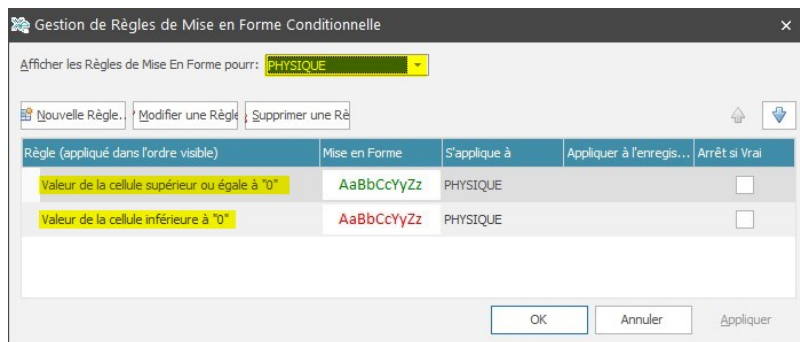 Gestion de Règles de Mise en Forme Conditionnelle
Afficher les Règles de Mise En Forme pourr: PHYSIQUE
Nouvelle Règle.. Modifier une Règle Supprimer une Rè
Règle (appliqué dans l'ordre visible) Mise en Forme S'applique à Appliquer à l'enregis... Arrêt si Vrai
Valeur de la cellule supérieur ou égale à "0" AaBbCcYyZz PHYSIQUE
Valeur de la cellule inférieure à "0" AaBbCcYyZz PHYSIQUE
OK Annuler Appliquer